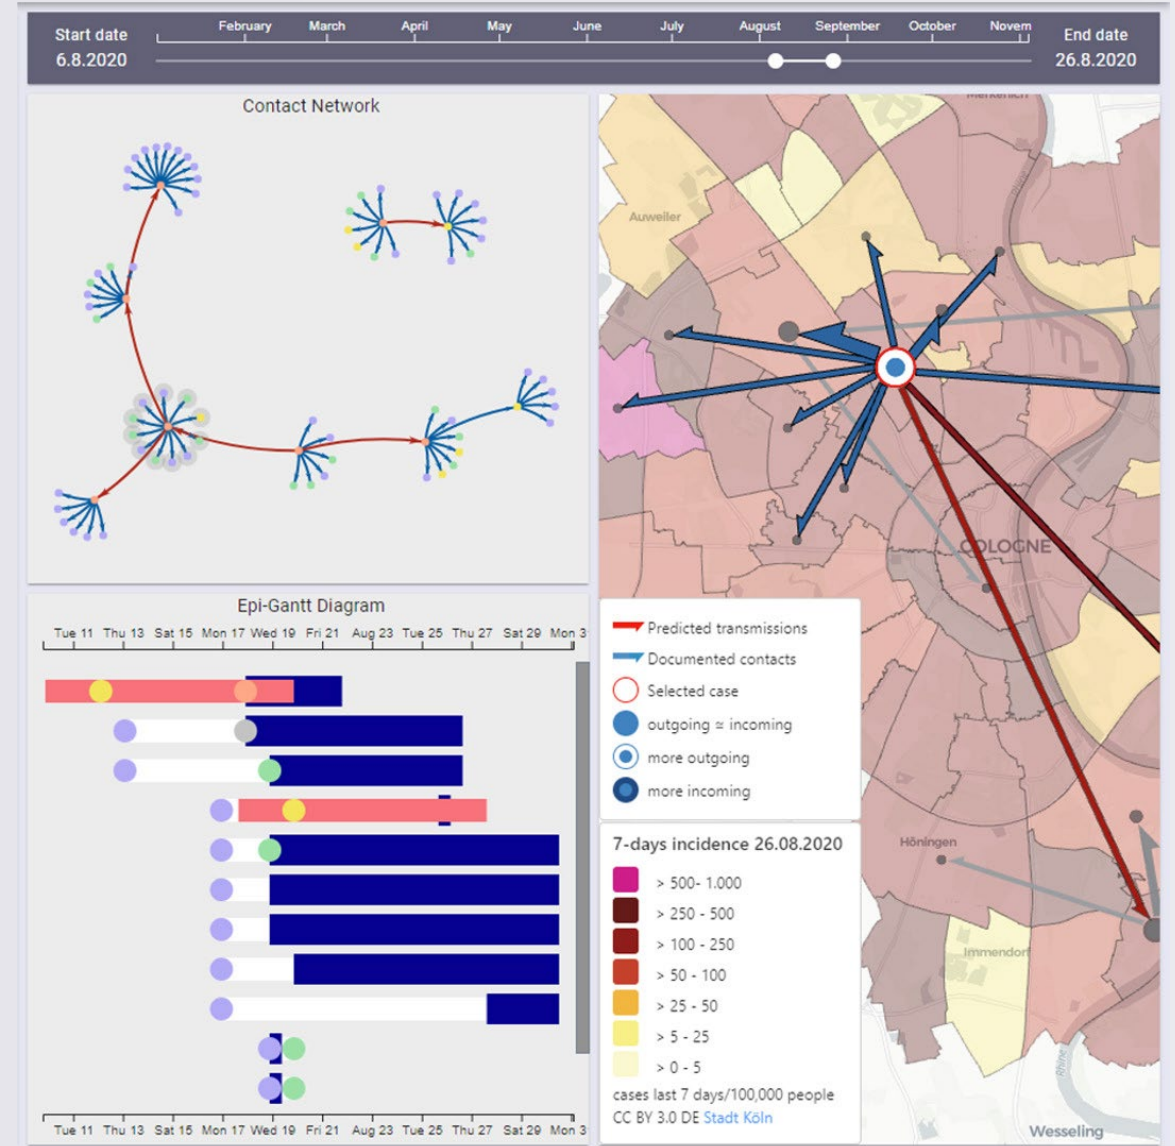 February March April May June July August September October Novem
Start date
6.8.2020
End date
26.8.2020
Contact Network
Merkenich
Rhine
Auweiler
COLOGNE
Epi-Gantt Diagram
Tue 11 Thu 13 Sat 15 Mon 17 Wed 19 Fri 21 Aug 23 Tue 25 Thu 27 Sat 29 Mon 3
Predicted transmissions
Documented contacts
Selected case
outgoing ≃ incoming
more outgoing
more incoming
7-days incidence 26.08.2020
> 500- 1.000
> 250 - 500
> 100 - 250
> 50 - 100
> 25 - 50
> 5 - 25
> 0 - 5
cases last 7 days/100,000 people
CC BY 3.0 DE Stadt Köln
Höningen
Immendorf
Rhine
Wesseling
Tue 11 Thu 13 Sat 15 Mon 17 Wed 19 Fri 21 Aug 23 Tue 25 Thu 27 Sat 29 Mon 3